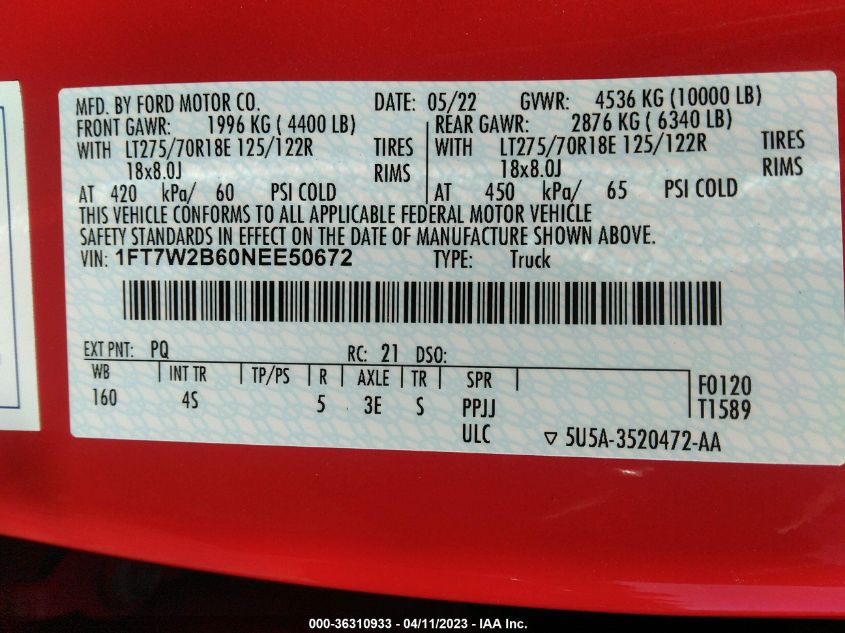 MFD. BY FORD MOTOR CO. DATE: 05/22 GVWR: 4536 KG (10000 LB)
FRONT GAWR: 1996 KG ( 4400 LB) REAR GAWR: 2876 KG ( 6340 LB)
WITH LT275/70R18E 125/122R TIRES WITH LT275/70R18E 125/122R TIRES
18x8.0J RIMS 18x8.0J RIMS
AT 420 kPa/ 60 PSI COLD AT 450 kPa/ 65 PSI COLD
THIS VEHICLE CONFORMS TO ALL APPLICABLE FEDERAL MOTOR VEHICLE
SAFETY STANDARDS IN EFFECT ON THE DATE OF MANUFACTURE SHOWN ABOVE.
VIN: 1FT7W2B60NEE50672 TYPE: Truck
EXT PNT: PQ RC: 21 DSO:
WB INT TR TP/PS R AXLE TR SPR F0120
160 4S 5 3E S PPJJ T1589
ULC ▽ 5U5A-3520472-AA
000-36310933 - 04/11/2023 - IAA Inc.